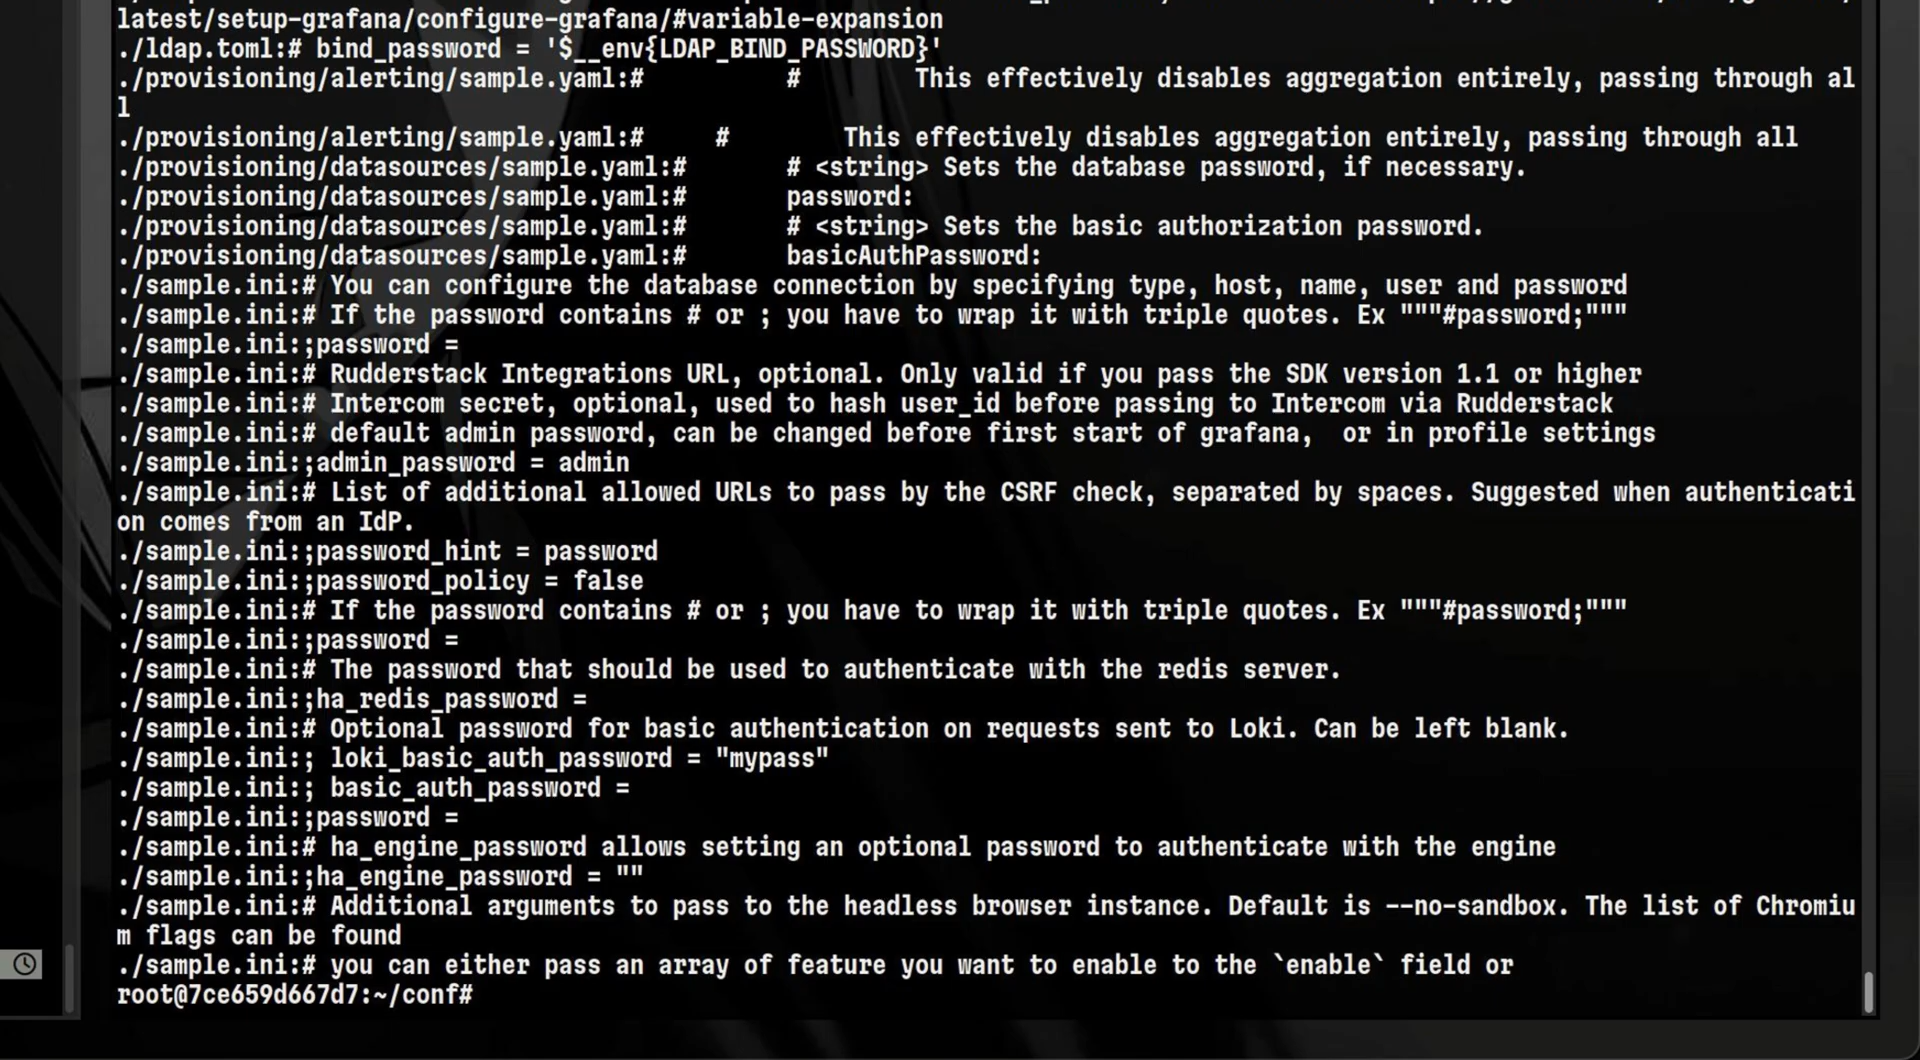 latest/setup-grafana/configure-grafana/#variable-expansion
./ldap.toml:# bind_password = '$__env{LDAP_BIND_PASSWORD}'
./provisioning/alerting/sample.yaml:#          #        This effectively disables aggregation entirely, passing through al
l
./provisioning/alerting/sample.yaml:#     #        This effectively disables aggregation entirely, passing through all
./provisioning/datasources/sample.yaml:#       # <string> Sets the database password, if necessary.
./provisioning/datasources/sample.yaml:#       password:
./provisioning/datasources/sample.yaml:#       # <string> Sets the basic authorization password.
./provisioning/datasources/sample.yaml:#       basicAuthPassword:
./sample.ini:# You can configure the database connection by specifying type, host, name, user and password
./sample.ini:# If the password contains # or ; you have to wrap it with triple quotes. Ex """#password;"""
./sample.ini:;password =
./sample.ini:# Rudderstack Integrations URL, optional. Only valid if you pass the SDK version 1.1 or higher
./sample.ini:# Intercom secret, optional, used to hash user_id before passing to Intercom via Rudderstack
./sample.ini:# default admin password, can be changed before first start of grafana,  or in profile settings
./sample.ini:;admin_password = admin
./sample.ini:# List of additional allowed URLs to pass by the CSRF check, separated by spaces. Suggested when authenticati
on comes from an IdP.
./sample.ini:;password_hint = password
./sample.ini:;password_policy = false
./sample.ini:# If the password contains # or ; you have to wrap it with triple quotes. Ex """#password;"""
./sample.ini:;password =
./sample.ini:# The password that should be used to authenticate with the redis server.
./sample.ini:;ha_redis_password =
./sample.ini:# Optional password for basic authentication on requests sent to Loki. Can be left blank.
./sample.ini:; loki_basic_auth_password = "mypass"
./sample.ini:; basic_auth_password =
./sample.ini:;password =
./sample.ini:# ha_engine_password allows setting an optional password to authenticate with the engine
./sample.ini:;ha_engine_password = ""
./sample.ini:# Additional arguments to pass to the headless browser instance. Default is --no-sandbox. The list of Chromiu
m flags can be found
./sample.ini:# you can either pass an array of feature you want to enable to the `enable` field or
root@7ce659d667d7:~/conf#